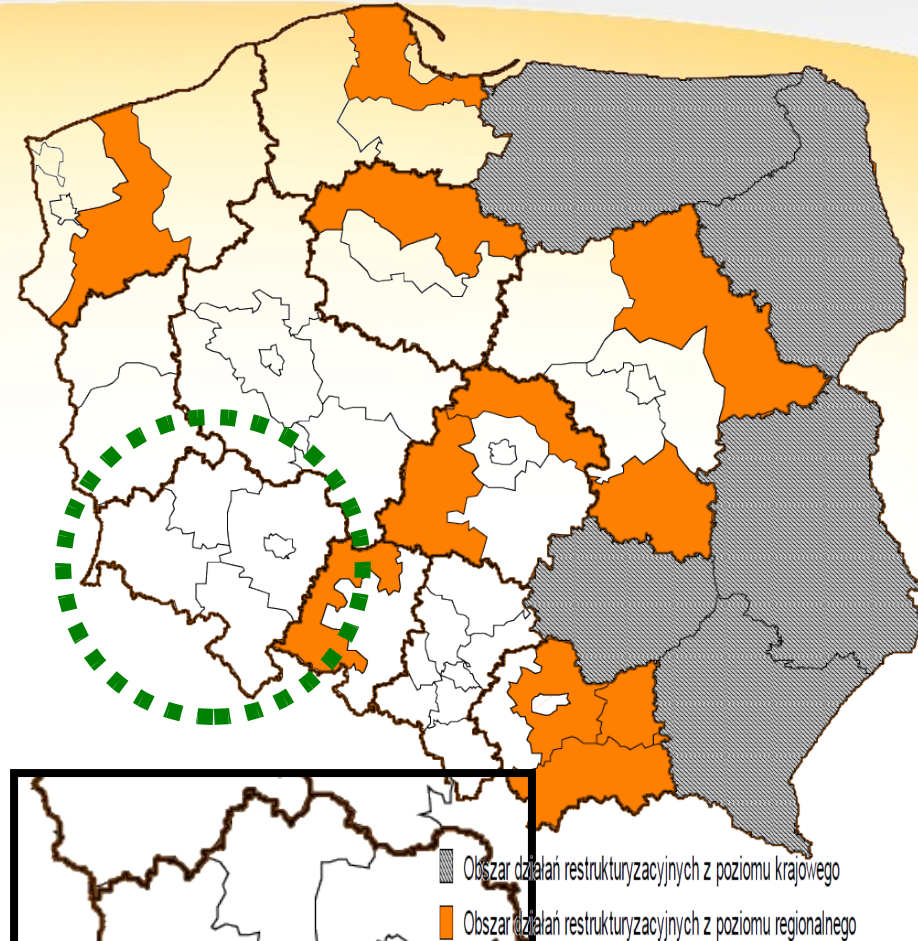 Obszar działań restrukturyzacyjnych z poziomu krajowego
Obszar działań restrukturyzacyjnych z poziomu regionalnego